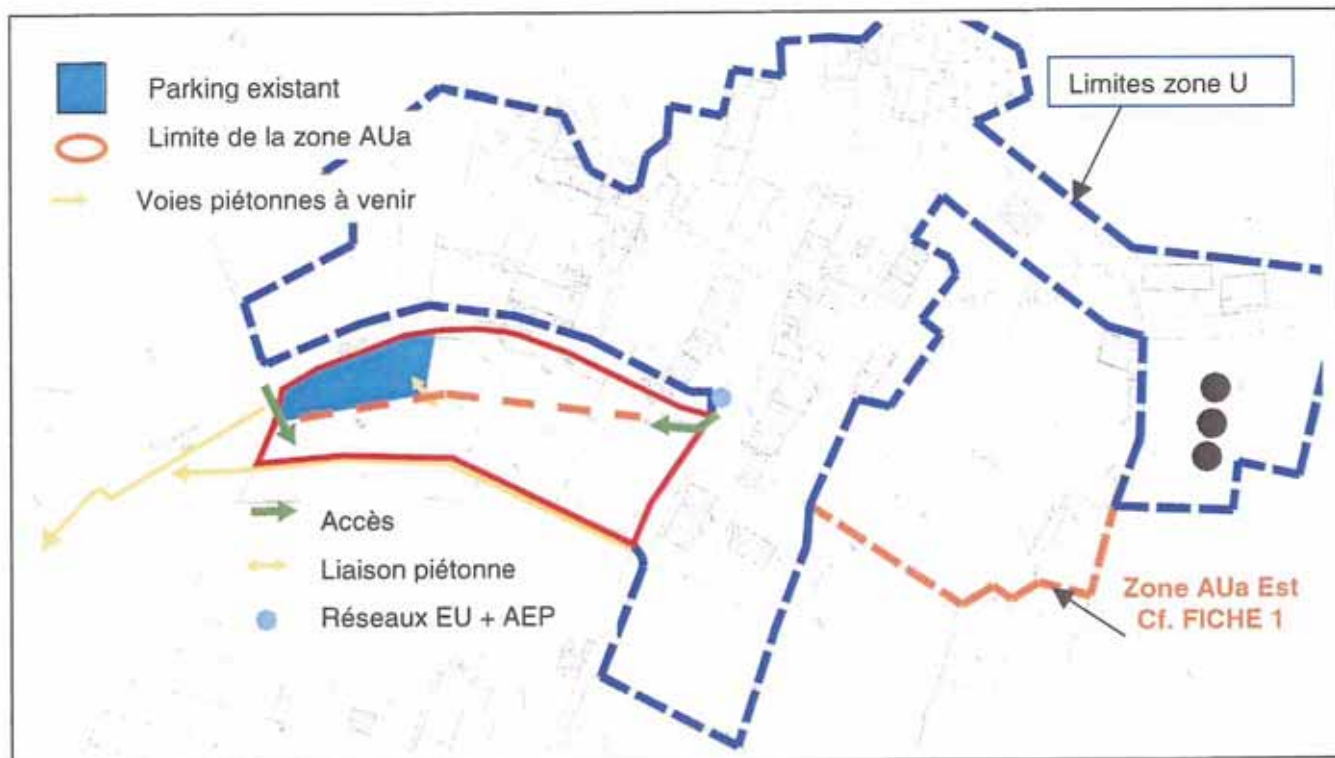 Parking existant
Limite de la zone AUa
Voies piétonnes à venir
Limites zone U
Accès
Liaison piétonne
Réseaux EU + AEP
Zone AUa Est
Cf. FICHE 1